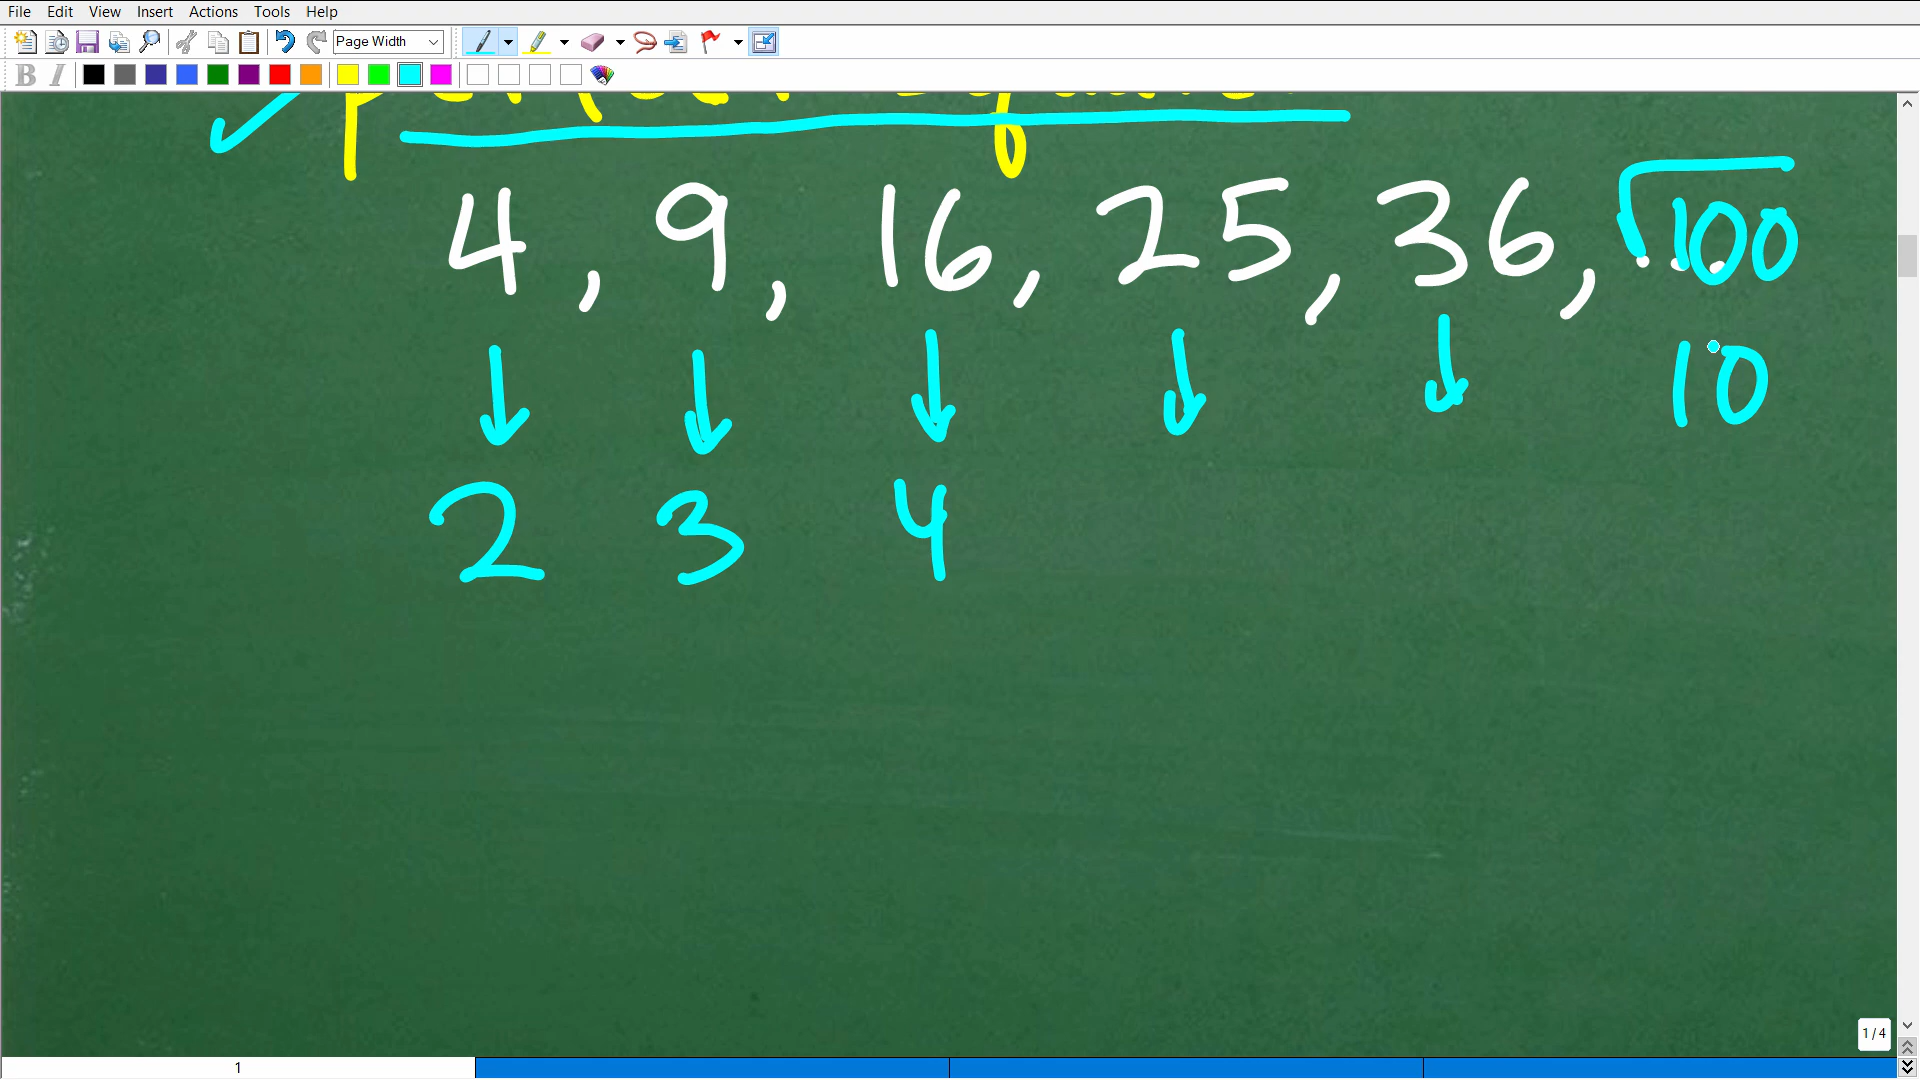 File Edit View Insert Actions Tools Help
Page Width
B I
4, 9, 16, 25, 36, ... √100
10
2 3 4
1 / 4
1